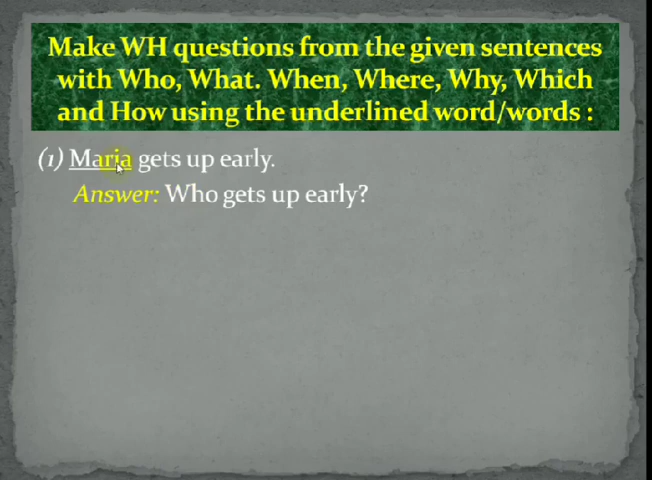 Make WH questions from the given sentences
with Who, What. When, Where, Why, Which
and How using the underlined word/words :
(1) Maria gets up early.
Answer: Who gets up early?